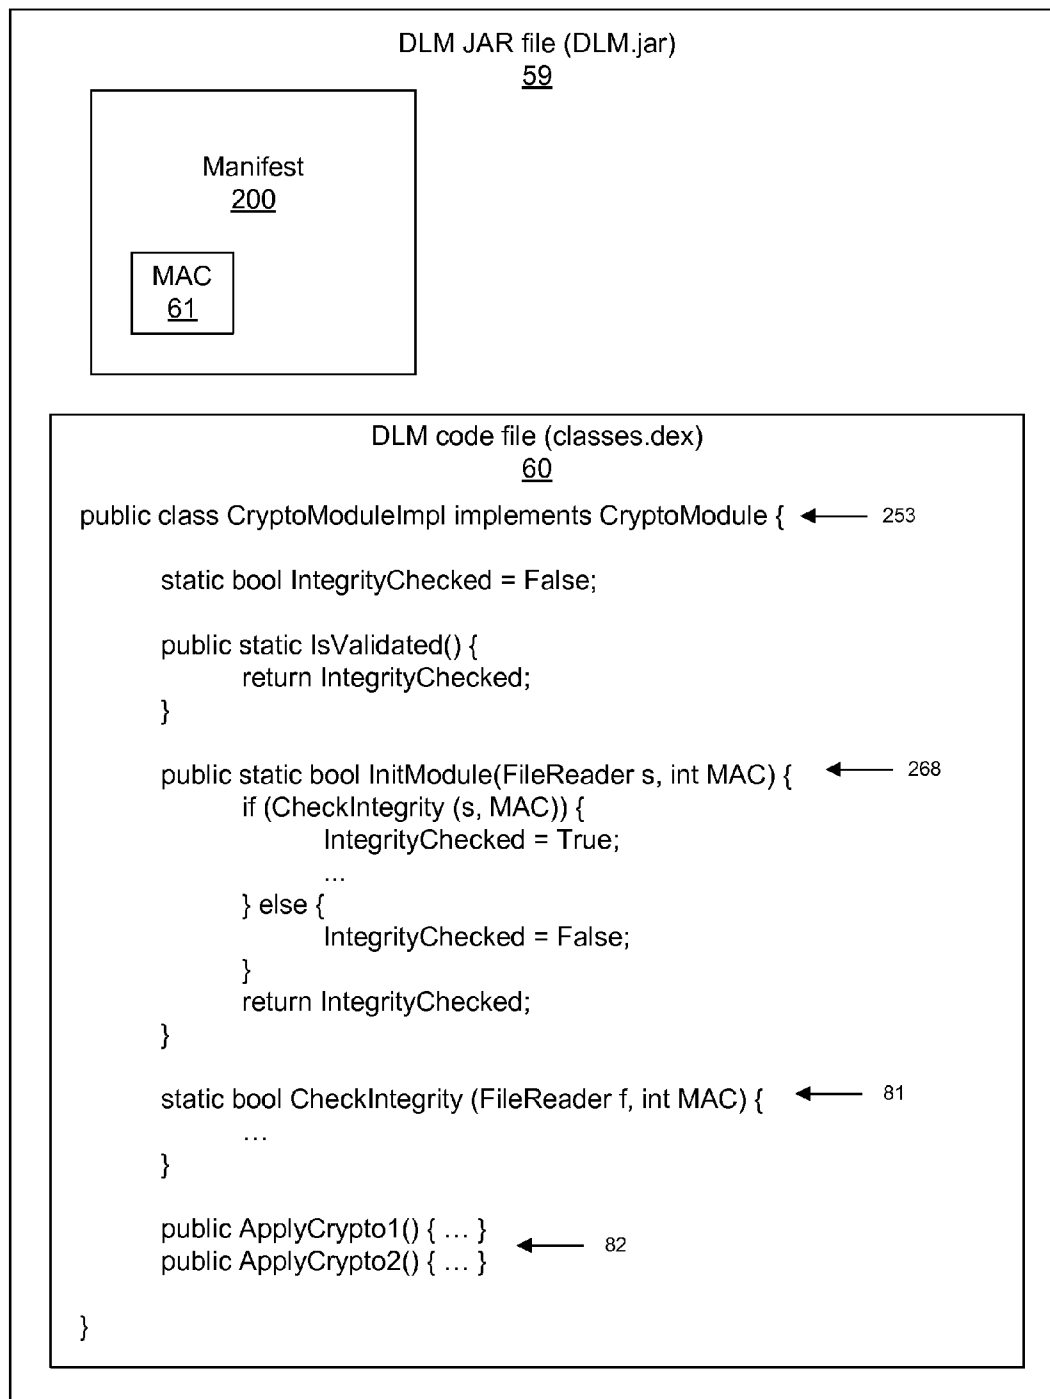 DLM JAR file (DLM.jar)
59
Manifest
200
MAC
61
DLM code file (classes.dex)
60
public class CryptoModuleImpl implements CryptoModule { 253
static bool IntegrityChecked = False;
public static IsValidated() {
return IntegrityChecked;
}
public static bool InitModule(FileReader s, int MAC) { 268
if (CheckIntegrity (s, MAC)) {
IntegrityChecked = True;
...
} else {
IntegrityChecked = False;
}
return IntegrityChecked;
}
static bool CheckIntegrity (FileReader f, int MAC) { 81
...
}
public ApplyCrypto1() { ... }
public ApplyCrypto2() { ... }
82
}